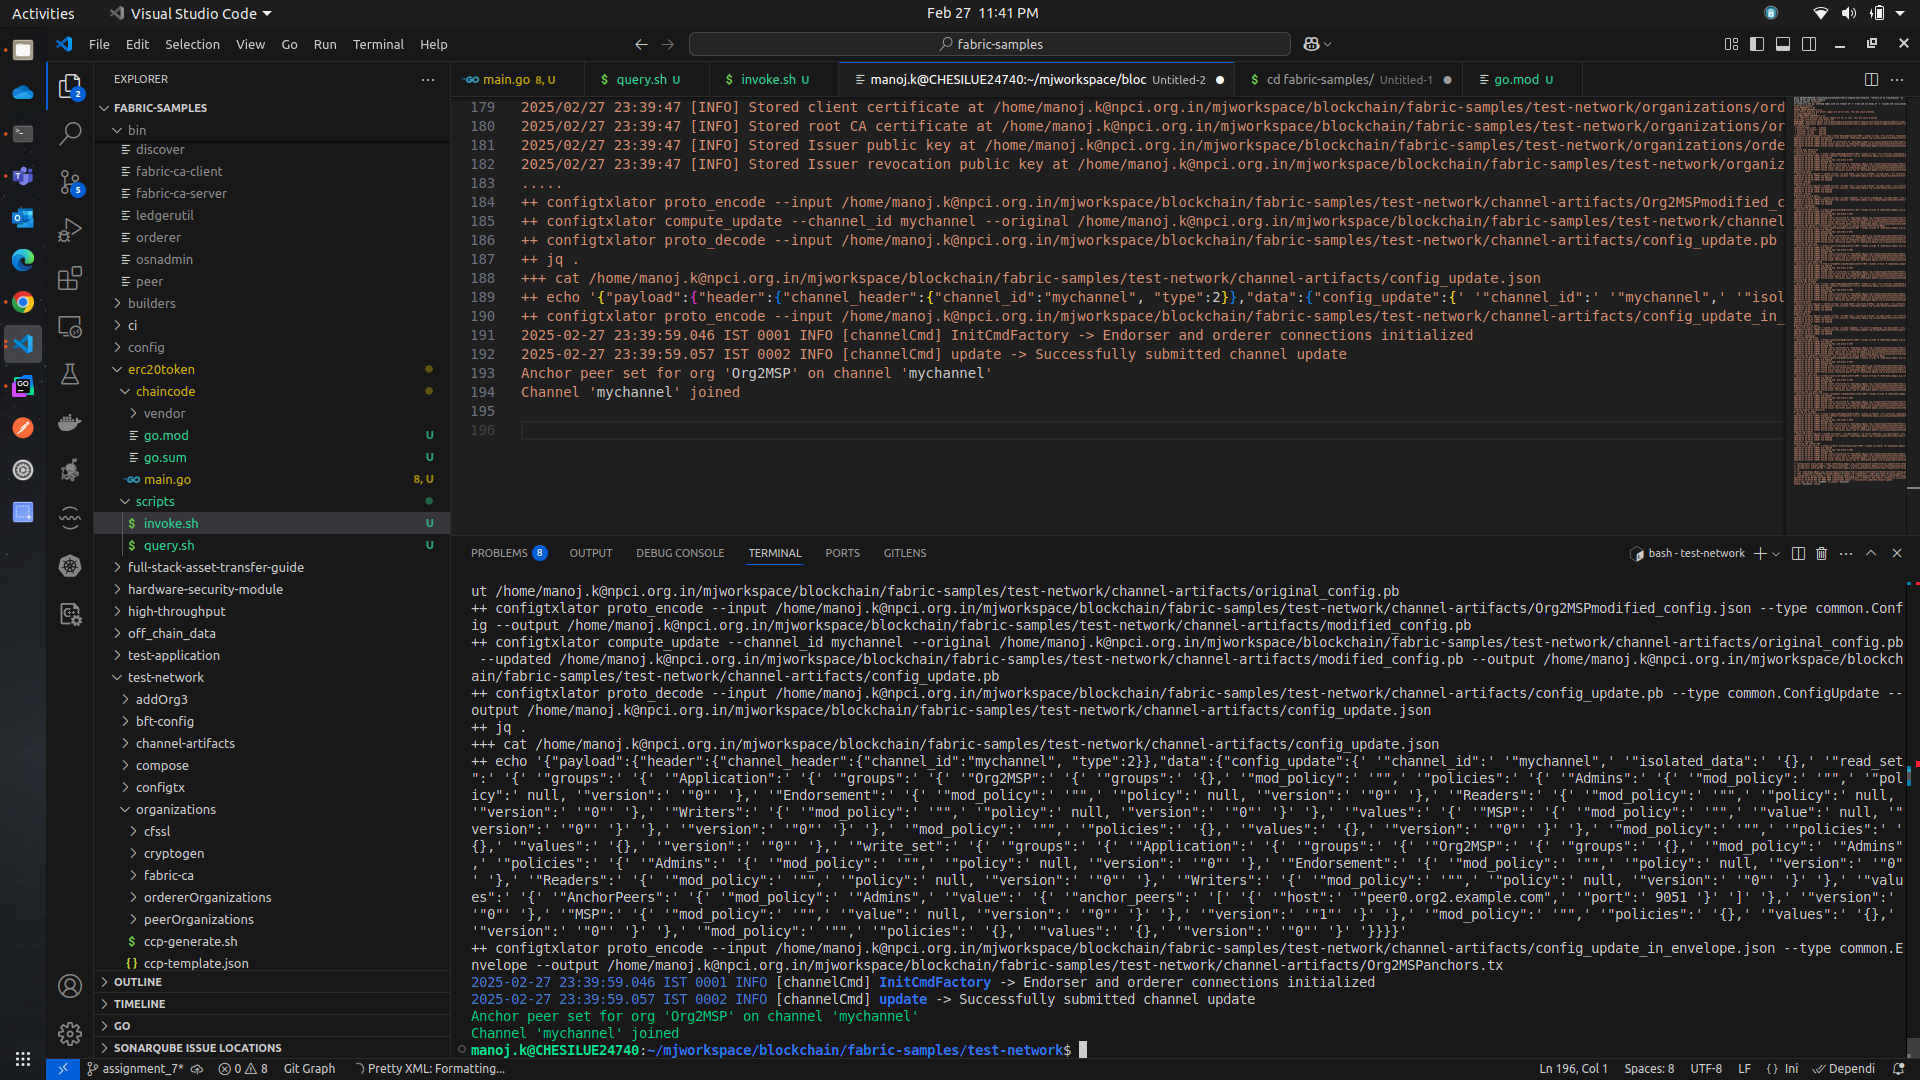 Activities
Visual Studio Code
Feb 27 11:41 PM
File Edit Selection View Go Run Terminal Help
fabric-samples
EXPLORER
main.go 8, U
query.sh U
invoke.sh U
manoj.k@CHESILUE24740:~/mjworkspace/bloc Untitled-2
cd fabric-samples/ Untitled-1
go.mod U
FABRIC-SAMPLES
bin
discover
fabric-ca-client
fabric-ca-server
ledgerutil
orderer
osnadmin
peer
builders
ci
config
erc20token
chaincode
vendor
go.mod U
go.sum U
main.go 8, U
scripts
invoke.sh U
query.sh U
full-stack-asset-transfer-guide
hardware-security-module
high-throughput
off_chain_data
test-application
test-network
addOrg3
bft-config
channel-artifacts
compose
configtx
organizations
cfssl
cryptogen
fabric-ca
ordererOrganizations
peerOrganizations
ccp-generate.sh
ccp-template.json
OUTLINE
TIMELINE
GO
SONARQUBE ISSUE LOCATIONS
179 2025/02/27 23:39:47 [INFO] Stored client certificate at /home/manoj.k@npci.org.in/mjworkspace/blockchain/fabric-samples/test-network/organizations/ord
180 2025/02/27 23:39:47 [INFO] Stored root CA certificate at /home/manoj.k@npci.org.in/mjworkspace/blockchain/fabric-samples/test-network/organizations/or
181 2025/02/27 23:39:47 [INFO] Stored Issuer public key at /home/manoj.k@npci.org.in/mjworkspace/blockchain/fabric-samples/test-network/organizations/orde
182 2025/02/27 23:39:47 [INFO] Stored Issuer revocation public key at /home/manoj.k@npci.org.in/mjworkspace/blockchain/fabric-samples/test-network/organiz
183 .....
184 ++ configtxlator proto_encode --input /home/manoj.k@npci.org.in/mjworkspace/blockchain/fabric-samples/test-network/channel-artifacts/Org2MSPmodified_c
185 ++ configtxlator compute_update --channel_id mychannel --original /home/manoj.k@npci.org.in/mjworkspace/blockchain/fabric-samples/test-network/channel
186 ++ configtxlator proto_decode --input /home/manoj.k@npci.org.in/mjworkspace/blockchain/fabric-samples/test-network/channel-artifacts/config_update.pb
187 ++ jq .
188 +++ cat /home/manoj.k@npci.org.in/mjworkspace/blockchain/fabric-samples/test-network/channel-artifacts/config_update.json
189 ++ echo '{"payload":{"header":{"channel_header":{"channel_id":"mychannel", "type":2}},"data":{"config_update":{' '"channel_id":' '"mychannel",' '"isol
190 ++ configtxlator proto_encode --input /home/manoj.k@npci.org.in/mjworkspace/blockchain/fabric-samples/test-network/channel-artifacts/config_update_in_
191 2025-02-27 23:39:59.046 IST 0001 INFO [channelCmd] InitCmdFactory -> Endorser and orderer connections initialized
192 2025-02-27 23:39:59.057 IST 0002 INFO [channelCmd] update -> Successfully submitted channel update
193 Anchor peer set for org 'Org2MSP' on channel 'mychannel'
194 Channel 'mychannel' joined
195
196
PROBLEMS 8 OUTPUT DEBUG CONSOLE TERMINAL PORTS GITLENS
bash - test-network
ut /home/manoj.k@npci.org.in/mjworkspace/blockchain/fabric-samples/test-network/channel-artifacts/original_config.pb
++ configtxlator proto_encode --input /home/manoj.k@npci.org.in/mjworkspace/blockchain/fabric-samples/test-network/channel-artifacts/Org2MSPmodified_config.json --type common.Conf
ig --output /home/manoj.k@npci.org.in/mjworkspace/blockchain/fabric-samples/test-network/channel-artifacts/modified_config.pb
++ configtxlator compute_update --channel_id mychannel --original /home/manoj.k@npci.org.in/mjworkspace/blockchain/fabric-samples/test-network/channel-artifacts/original_config.pb
--updated /home/manoj.k@npci.org.in/mjworkspace/blockchain/fabric-samples/test-network/channel-artifacts/modified_config.pb --output /home/manoj.k@npci.org.in/mjworkspace/blockch
ain/fabric-samples/test-network/channel-artifacts/config_update.pb
++ configtxlator proto_decode --input /home/manoj.k@npci.org.in/mjworkspace/blockchain/fabric-samples/test-network/channel-artifacts/config_update.pb --type common.ConfigUpdate --
output /home/manoj.k@npci.org.in/mjworkspace/blockchain/fabric-samples/test-network/channel-artifacts/config_update.json
++ jq .
+++ cat /home/manoj.k@npci.org.in/mjworkspace/blockchain/fabric-samples/test-network/channel-artifacts/config_update.json
++ echo '{"payload":{"header":{"channel_header":{"channel_id":"mychannel", "type":2}},"data":{"config_update":{' '"channel_id":' '"mychannel",' '"isolated_data":' '{},' '"read_set
":' '{' '"groups":' '{' '"Application":' '{' '"groups":' '{' '"Org2MSP":' '{' '"groups":' '{},' '"mod_policy":' '"",' '"policies":' '{' '"Admins":' '{' '"mod_policy":' '"",' '"pol
icy":' null, '"version":' '"0"' '},' '"Endorsement":' '{' '"mod_policy":' '"",' '"policy":' null, '"version":' '"0"' '},' '"Readers":' '{' '"mod_policy":' '"",' '"policy":' null,
'"version":' '"0"' '},' '"Writers":' '{' '"mod_policy":' '"",' '"policy":' null, '"version":' '"0"' '}' '},' '"values":' '{' '"MSP":' '{' '"mod_policy":' '"",' '"value":' null, '"
version":' '"0"' '}' '},' '"version":' '"0"' '}' '},' '"mod_policy":' '"",' '"policies":' '{},' '"values":' '{},' '"version":' '"0"' '}' '},' '"mod_policy":' '"",' '"policies":' '
{},' '"values":' '{},' '"version":' '"0"' '},' '"write_set":' '{' '"groups":' '{' '"Application":' '{' '"groups":' '{' '"Org2MSP":' '{' '"groups":' '{},' '"mod_policy":' '"Admins"
,' '"policies":' '{' '"Admins":' '{' '"mod_policy":' '"",' '"policy":' null, '"version":' '"0"' '},' '"Endorsement":' '{' '"mod_policy":' '"",' '"policy":' null, '"version":' '"0"
' '},' '"Readers":' '{' '"mod_policy":' '"",' '"policy":' null, '"version":' '"0"' '},' '"Writers":' '{' '"mod_policy":' '"",' '"policy":' null, '"version":' '"0"' '}' '},' '"valu
es":' '{' '"AnchorPeers":' '{' '"mod_policy":' '"Admins",' '"value":' '{' '"anchor_peers":' '[' '{' '"host":' '"peer0.org2.example.com",' '"port":' 9051 '}' ']' '},' '"version":'
'"0"' '},' '"MSP":' '{' '"mod_policy":' '"",' '"value":' null, '"version":' '"0"' '}' '},' '"version":' '"1"' '}' '},' '"mod_policy":' '"",' '"policies":' '{},' '"values":' '{},'
'"version":' '"0"' '}' '},' '"mod_policy":' '"",' '"policies":' '{},' '"values":' '{},' '"version":' '"0"' '}' '}}}}'
++ configtxlator proto_encode --input /home/manoj.k@npci.org.in/mjworkspace/blockchain/fabric-samples/test-network/channel-artifacts/config_update_in_envelope.json --type common.E
nvelope --output /home/manoj.k@npci.org.in/mjworkspace/blockchain/fabric-samples/test-network/channel-artifacts/Org2MSPanchors.tx
2025-02-27 23:39:59.046 IST 0001 INFO [channelCmd] InitCmdFactory -> Endorser and orderer connections initialized
2025-02-27 23:39:59.057 IST 0002 INFO [channelCmd] update -> Successfully submitted channel update
Anchor peer set for org 'Org2MSP' on channel 'mychannel'
Channel 'mychannel' joined
manoj.k@CHESILUE24740:~/mjworkspace/blockchain/fabric-samples/test-network$
assignment_7* 0 8 Git Graph Pretty XML: Formatting... Ln 196, Col 1 Spaces: 8 UTF-8 LF {} Ini Dependi